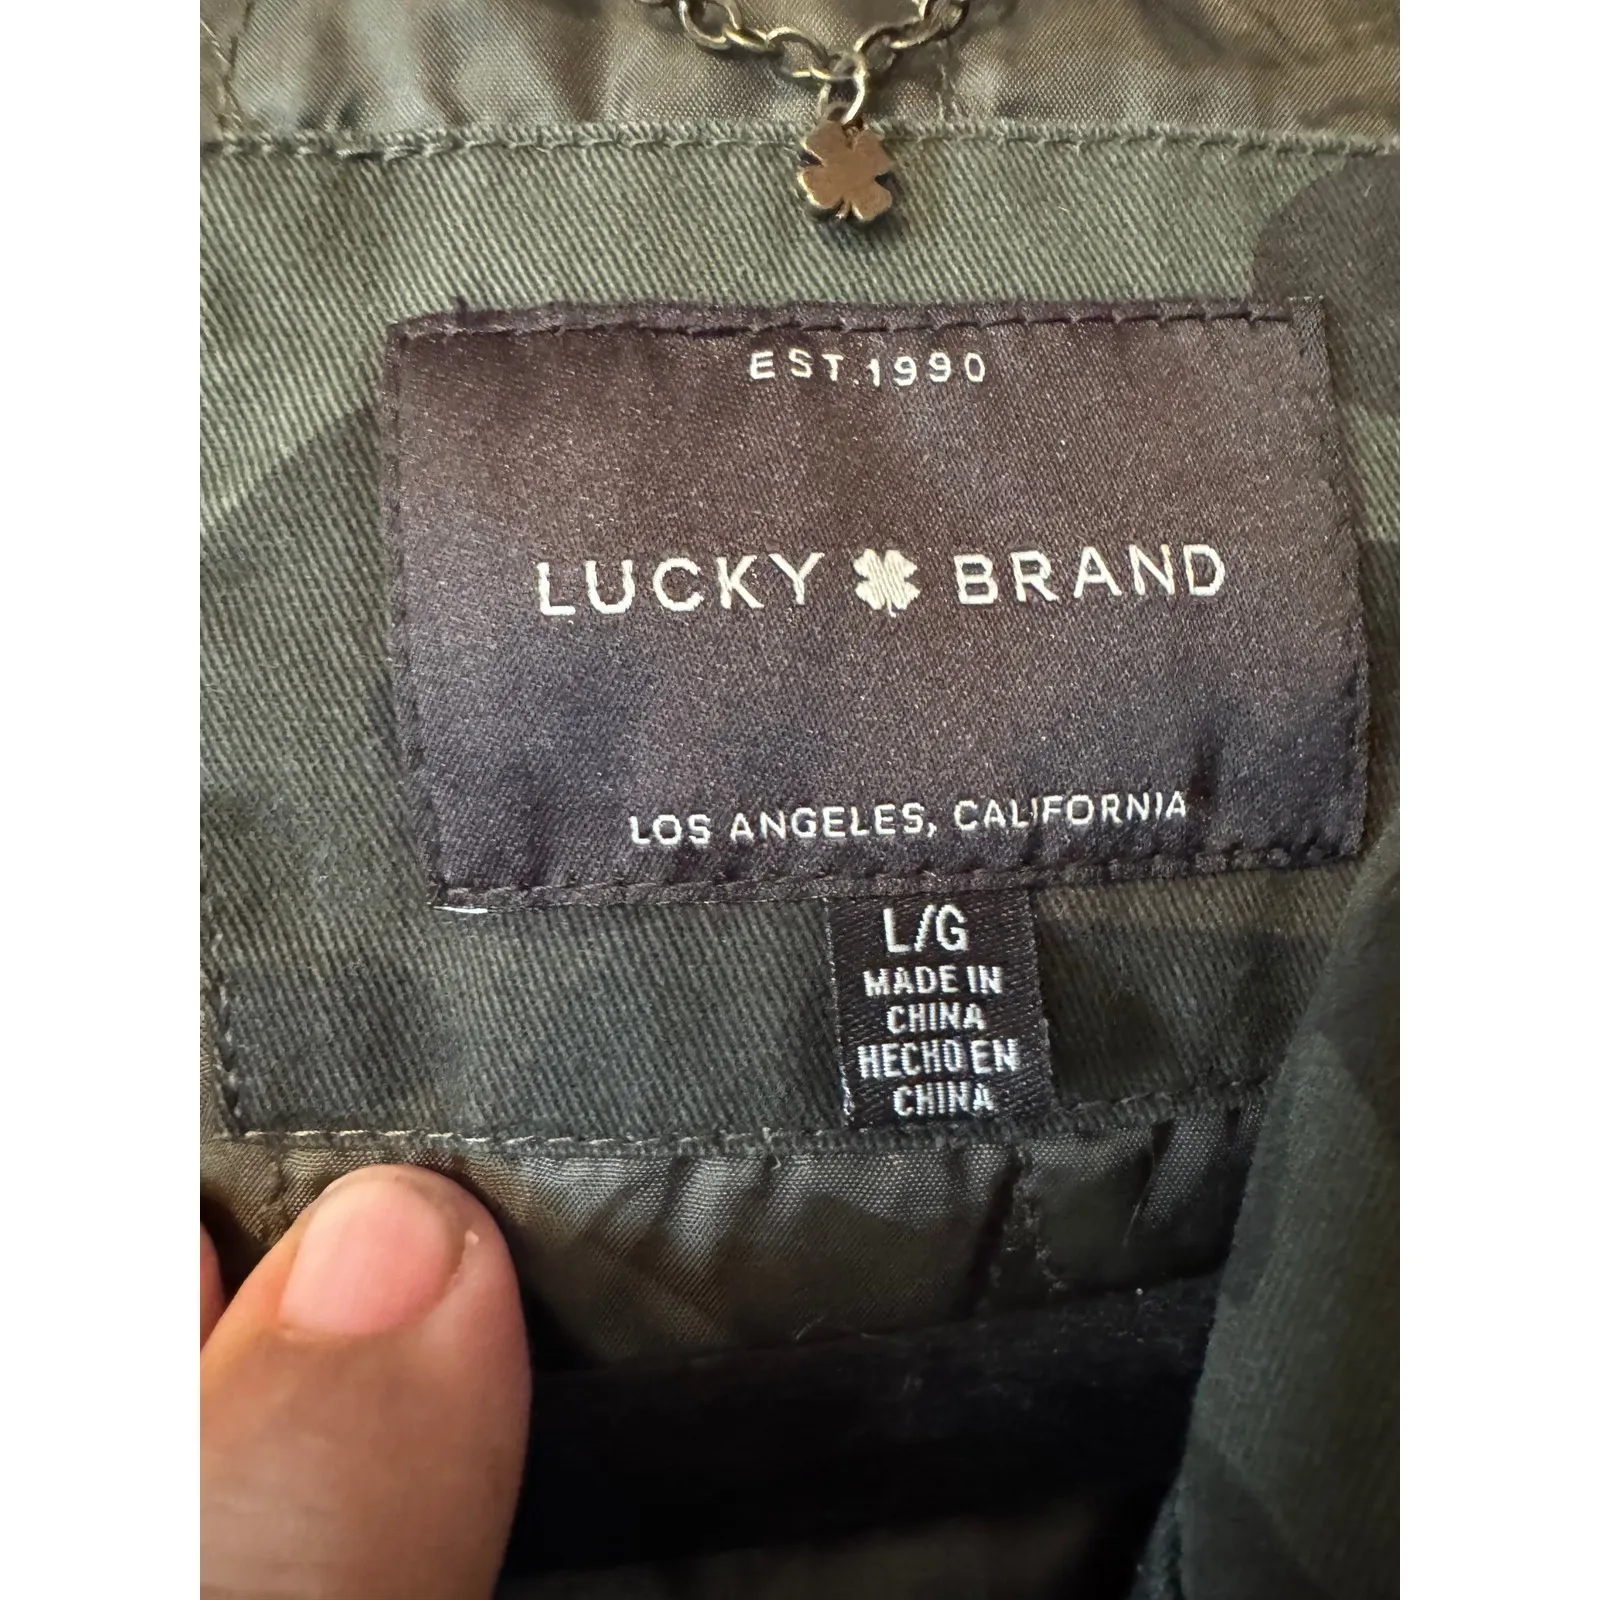 EST.1990
LUCKY BRAND
LOS ANGELES, CALIFORNIA
L/G
MADE IN
CHINA
HECHO EN
CHINA